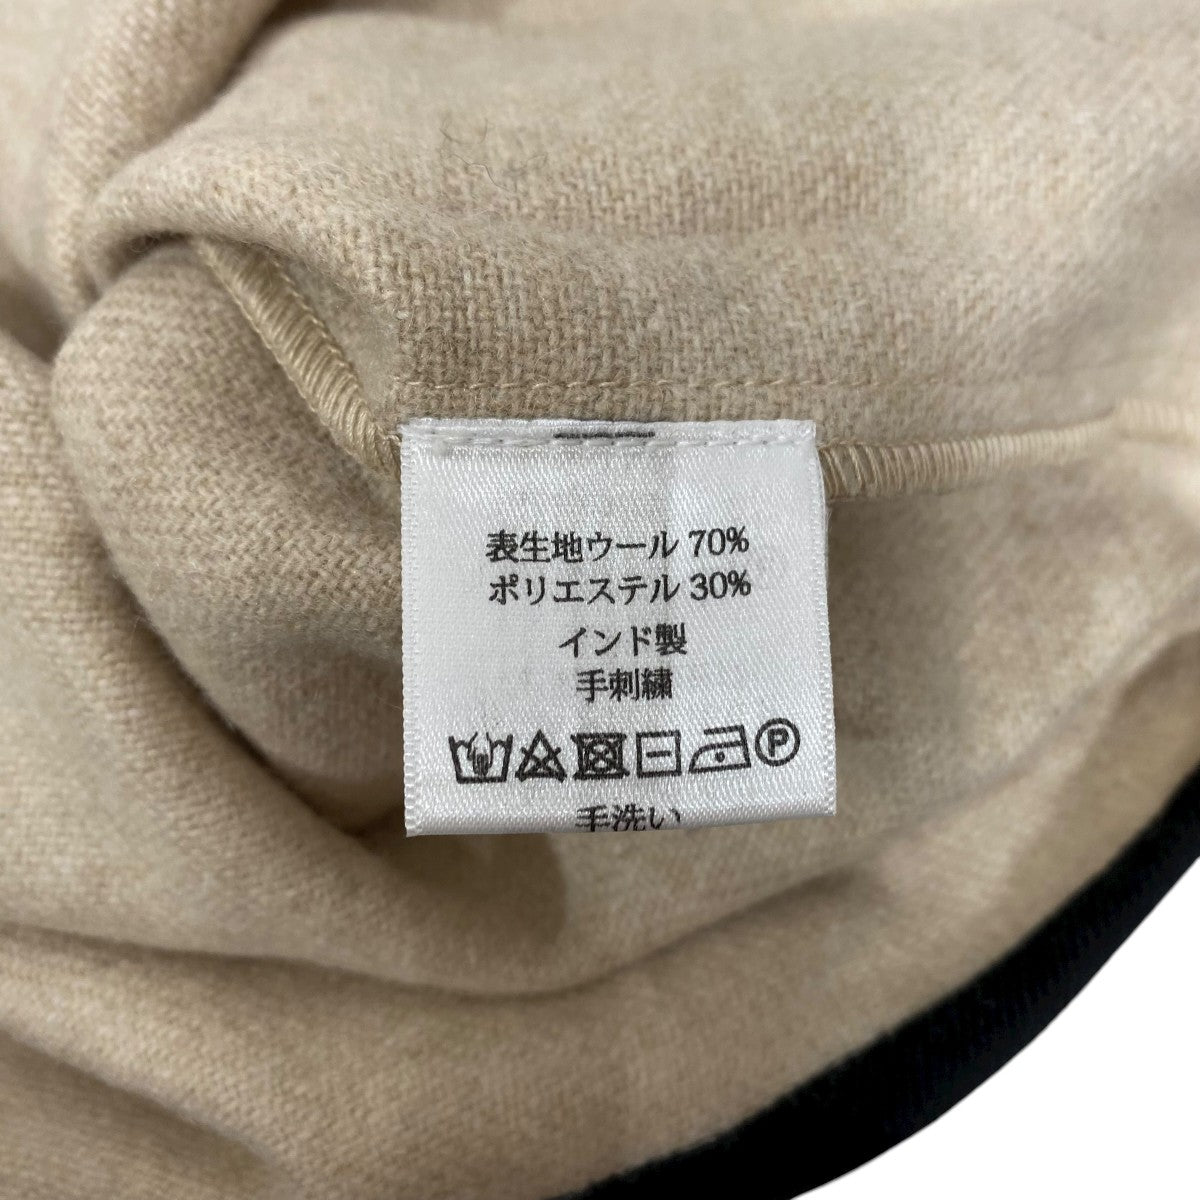 表生地ウール 70%
ポリエステル 30%
インド製
手刺繍
P
手洗い